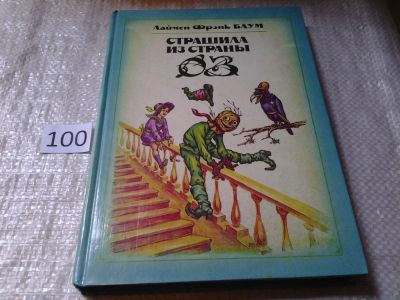 Лаймен Фрэнк БАУМ
СТРАШИЛА
ИЗ СТРАНЫ
ОЗ
100